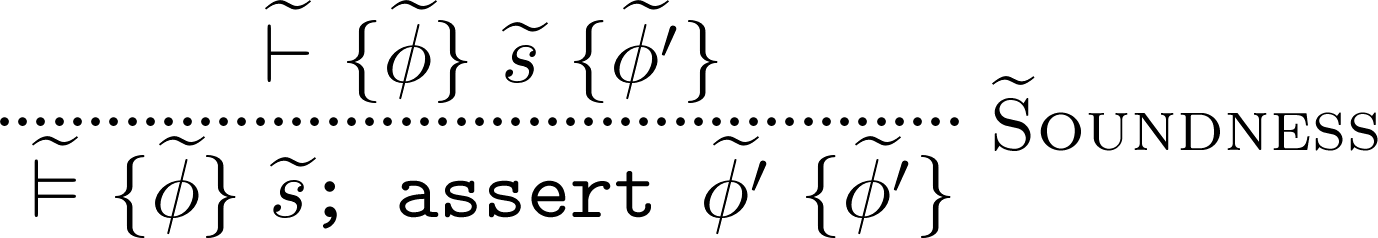 ⊢̃ {ϕ̃} s̃ {ϕ̃′}
S̃OUNDNESS
⊨̃ {ϕ̃} s̃; assert ϕ̃′ {ϕ̃′}